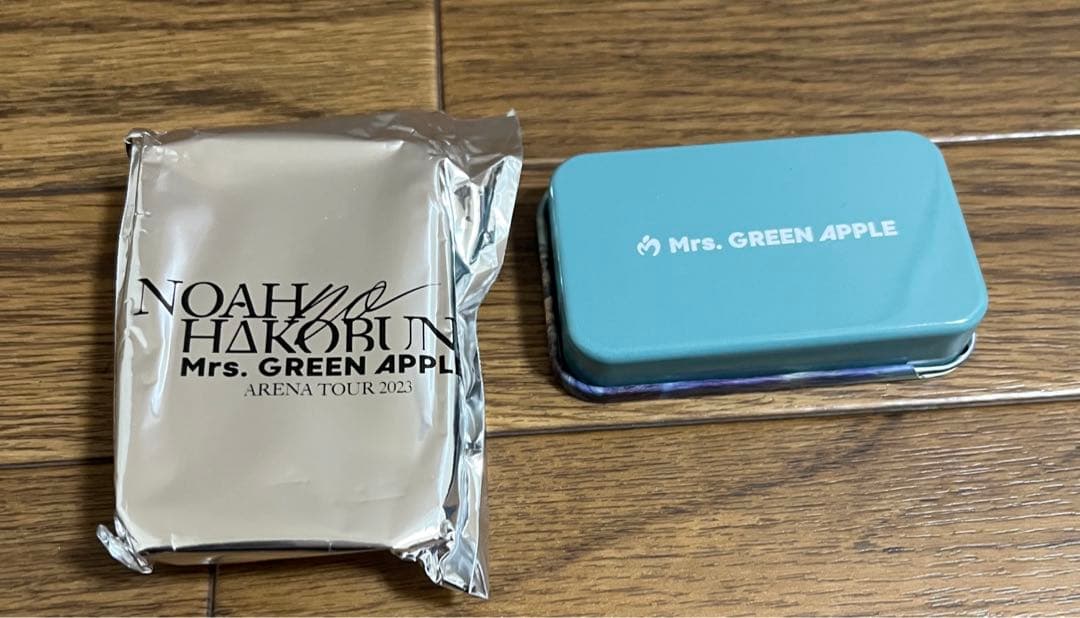 NOAH no
HAKOBUNE
Mrs. GREEN APPLE
ARENA TOUR 2023
Mrs. GREEN APPLE